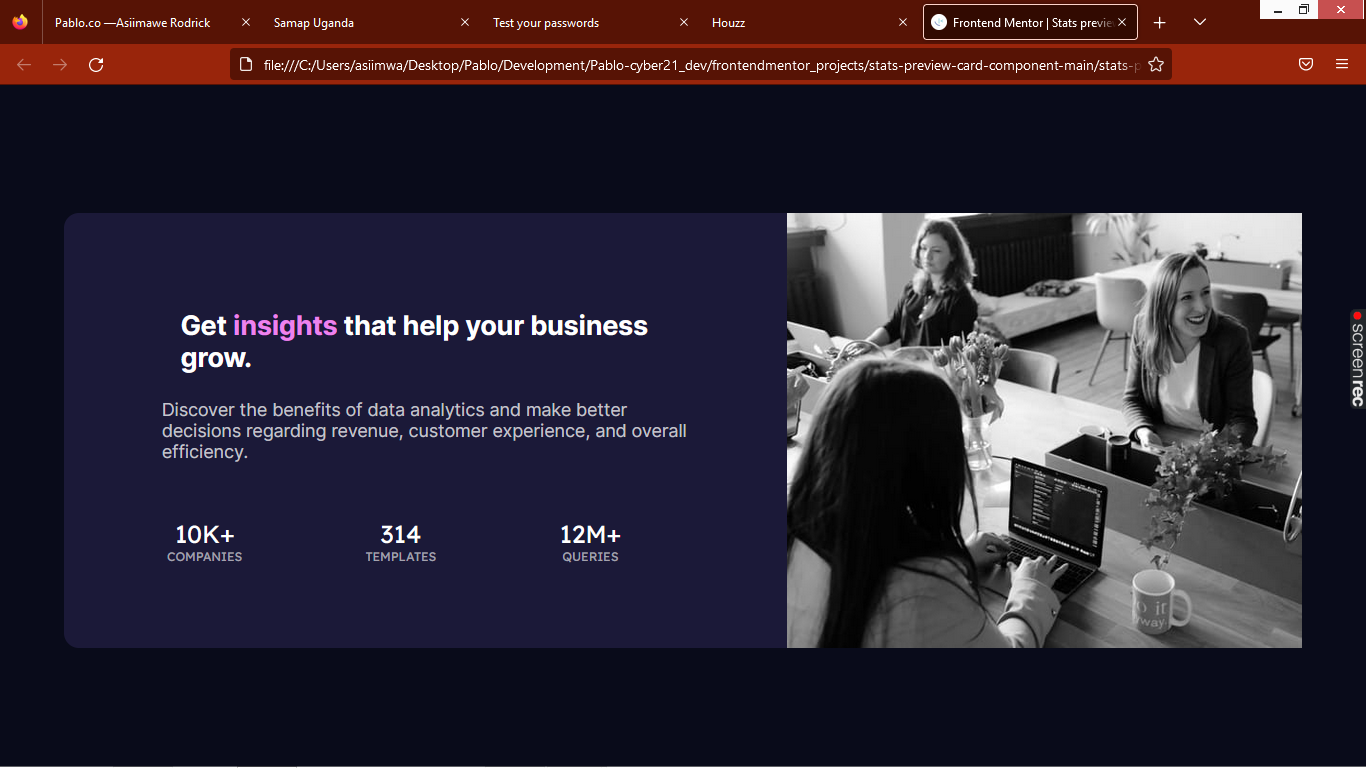 Pablo.co —Asiimawe Rodrick
Samap Uganda
Test your passwords
Houzz
Frontend Mentor | Stats previe
file:///C:/Users/asiimwa/Desktop/Pablo/Development/Pablo-cyber21_dev/frontendmentor_projects/stats-preview-card-component-main/stats-p
Get insights that help your business
grow.
Discover the benefits of data analytics and make better
decisions regarding revenue, customer experience, and overall
efficiency.
10K+
COMPANIES
314
TEMPLATES
12M+
QUERIES
screenrec